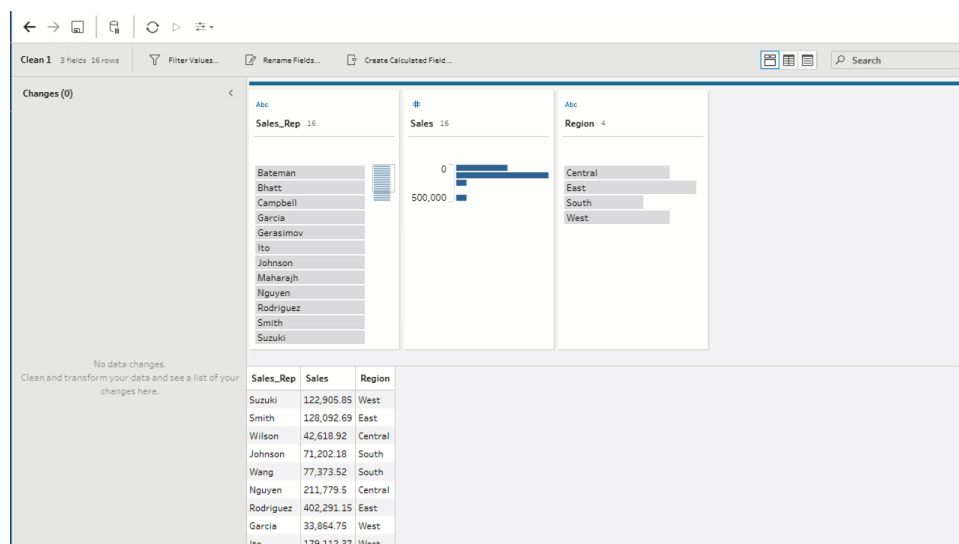 Clean 1 3 fields 16 rows Filter Values... Rename Fields... Create Calculated Field... Search
Changes (0)
No data changes.
Clean and transform your data and see a list of your
changes here.
Abc
Sales_Rep 16
Bateman
Bhatt
Campbell
Garcia
Gerasimov
Ito
Johnson
Maharajh
Nguyen
Rodriguez
Smith
Suzuki
#
Sales 16
0
500,000
Abc
Region 4
Central
East
South
West
Sales_Rep Sales Region
Suzuki 122,905.85 West
Smith 128,092.69 East
Wilson 42,618.92 Central
Johnson 71,202.18 South
Wang 77,373.52 South
Nguyen 211,779.5 Central
Rodriguez 402,291.15 East
Garcia 33,864.75 West
Ito 179,112.37 West